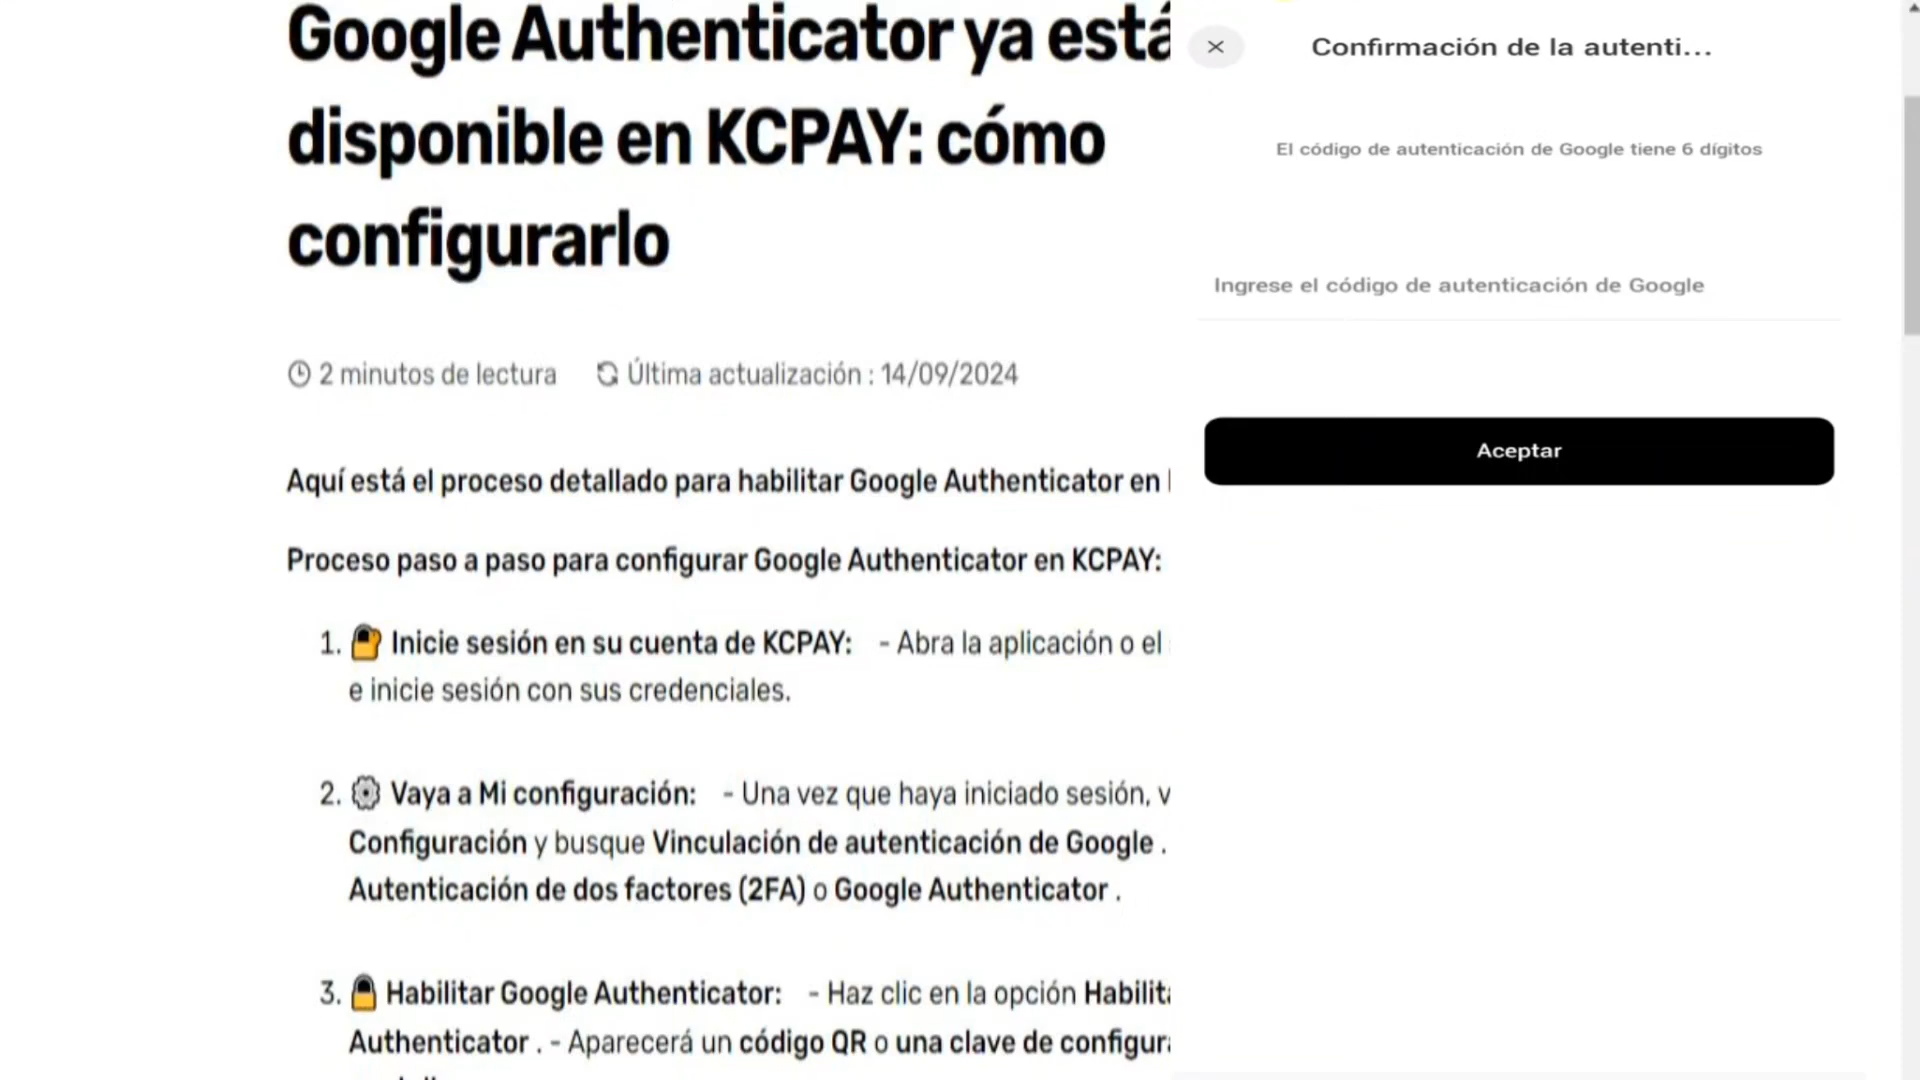 Google Authenticator ya está
disponible en KCPAY: cómo
configurarlo
2 minutos de lectura Última actualización : 14/09/2024
Aquí está el proceso detallado para habilitar Google Authenticator en
Proceso paso a paso para configurar Google Authenticator en KCPAY:
1. 🔐 Inicie sesión en su cuenta de KCPAY: - Abra la aplicación o el
e inicie sesión con sus credenciales.
2. ⚙️ Vaya a Mi configuración: - Una vez que haya iniciado sesión, v
Configuración y busque Vinculación de autenticación de Google .
Autenticación de dos factores (2FA) o Google Authenticator .
3. 🔒 Habilitar Google Authenticator: - Haz clic en la opción Habilita
Authenticator . - Aparecerá un código QR o una clave de configura
Confirmación de la autenti...
El código de autenticación de Google tiene 6 dígitos
Ingrese el código de autenticación de Google
Aceptar